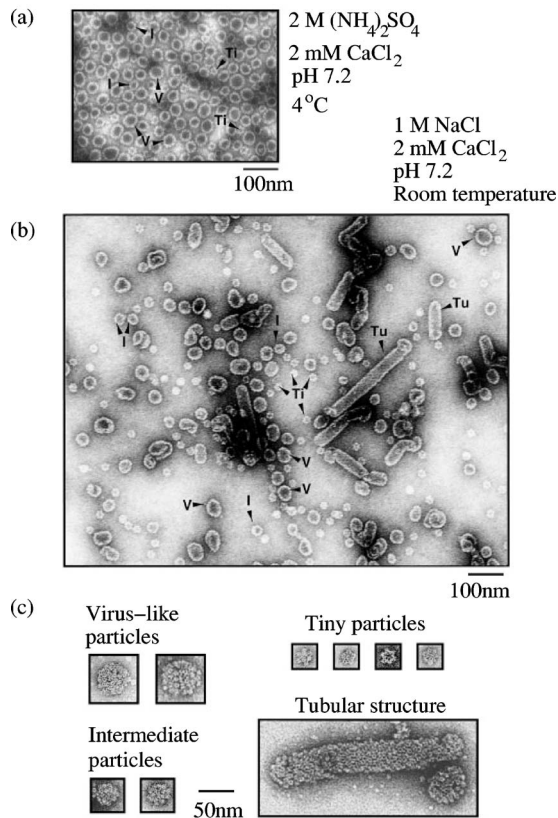 (a)
I
Ti
I
V
V
Ti
2 M (NH4)2SO4
2 mM CaCl2
pH 7.2
4°C
100nm
1 M NaCl
2 mM CaCl2
pH 7.2
Room temperature
(b)
V
Tu
I
I
Tu
Ti
V
V
V
I
100nm
(c)
Virus-like
particles
Tiny particles
Intermediate
particles
50nm
Tubular structure